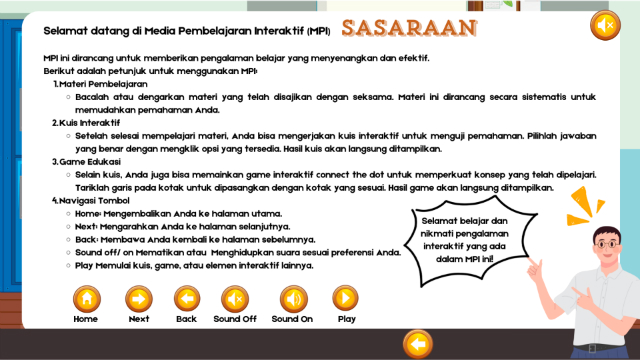 Selamat datang di Media Pembelajaran Interaktif (MPI) SASARAAN
MPI ini dirancang untuk memberikan pengalaman belajar yang menyenangkan dan efektif.
Berikut adalah petunjuk untuk menggunakan MPI:
1.Materi Pembelajaran
○ Bacalah atau dengarkan materi yang telah disajikan dengan seksama. Materi ini dirancang secara sistematis untuk
memudahkan pemahaman Anda.
2.Kuis Interaktif
○ Setelah selesai mempelajari materi, Anda bisa mengerjakan kuis interaktif untuk menguji pemahaman. Pilihlah jawaban
yang benar dengan mengklik opsi yang tersedia. Hasil kuis akan langsung ditampilkan.
3.Game Edukasi
○ Selain kuis, Anda juga bisa memainkan game interaktif connect the dot untuk memperkuat konsep yang telah dipelajari.
Tariklah garis pada kotak untuk dipasangkan dengan kotak yang sesuai. Hasil game akan langsung ditampilkan.
4.Navigasi Tombol
○ Home: Mengembalikan Anda ke halaman utama.
○ Next: Mengarahkan Anda ke halaman selanjutnya.
○ Back: Membawa Anda kembali ke halaman sebelumnya.
○ Sound off/ on Mematikan atau Menghidupkan suara sesuai preferensi Anda.
○ Play Memulai kuis, game, atau elemen interaktif lainnya.
Selamat belajar dan
nikmati pengalaman
interaktif yang ada
dalam MPI ini!
Home Next Back Sound Off Sound On Play